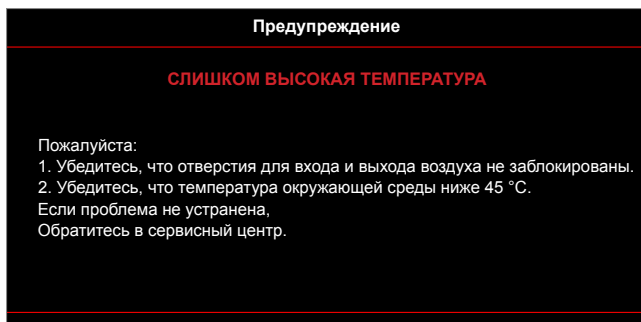 Предупреждение
СЛИШКОМ ВЫСОКАЯ ТЕМПЕРАТУРА
Пожалуйста:
1. Убедитесь, что отверстия для входа и выхода воздуха не заблокированы.
2. Убедитесь, что температура окружающей среды ниже 45 °C.
Если проблема не устранена,
Обратитесь в сервисный центр.